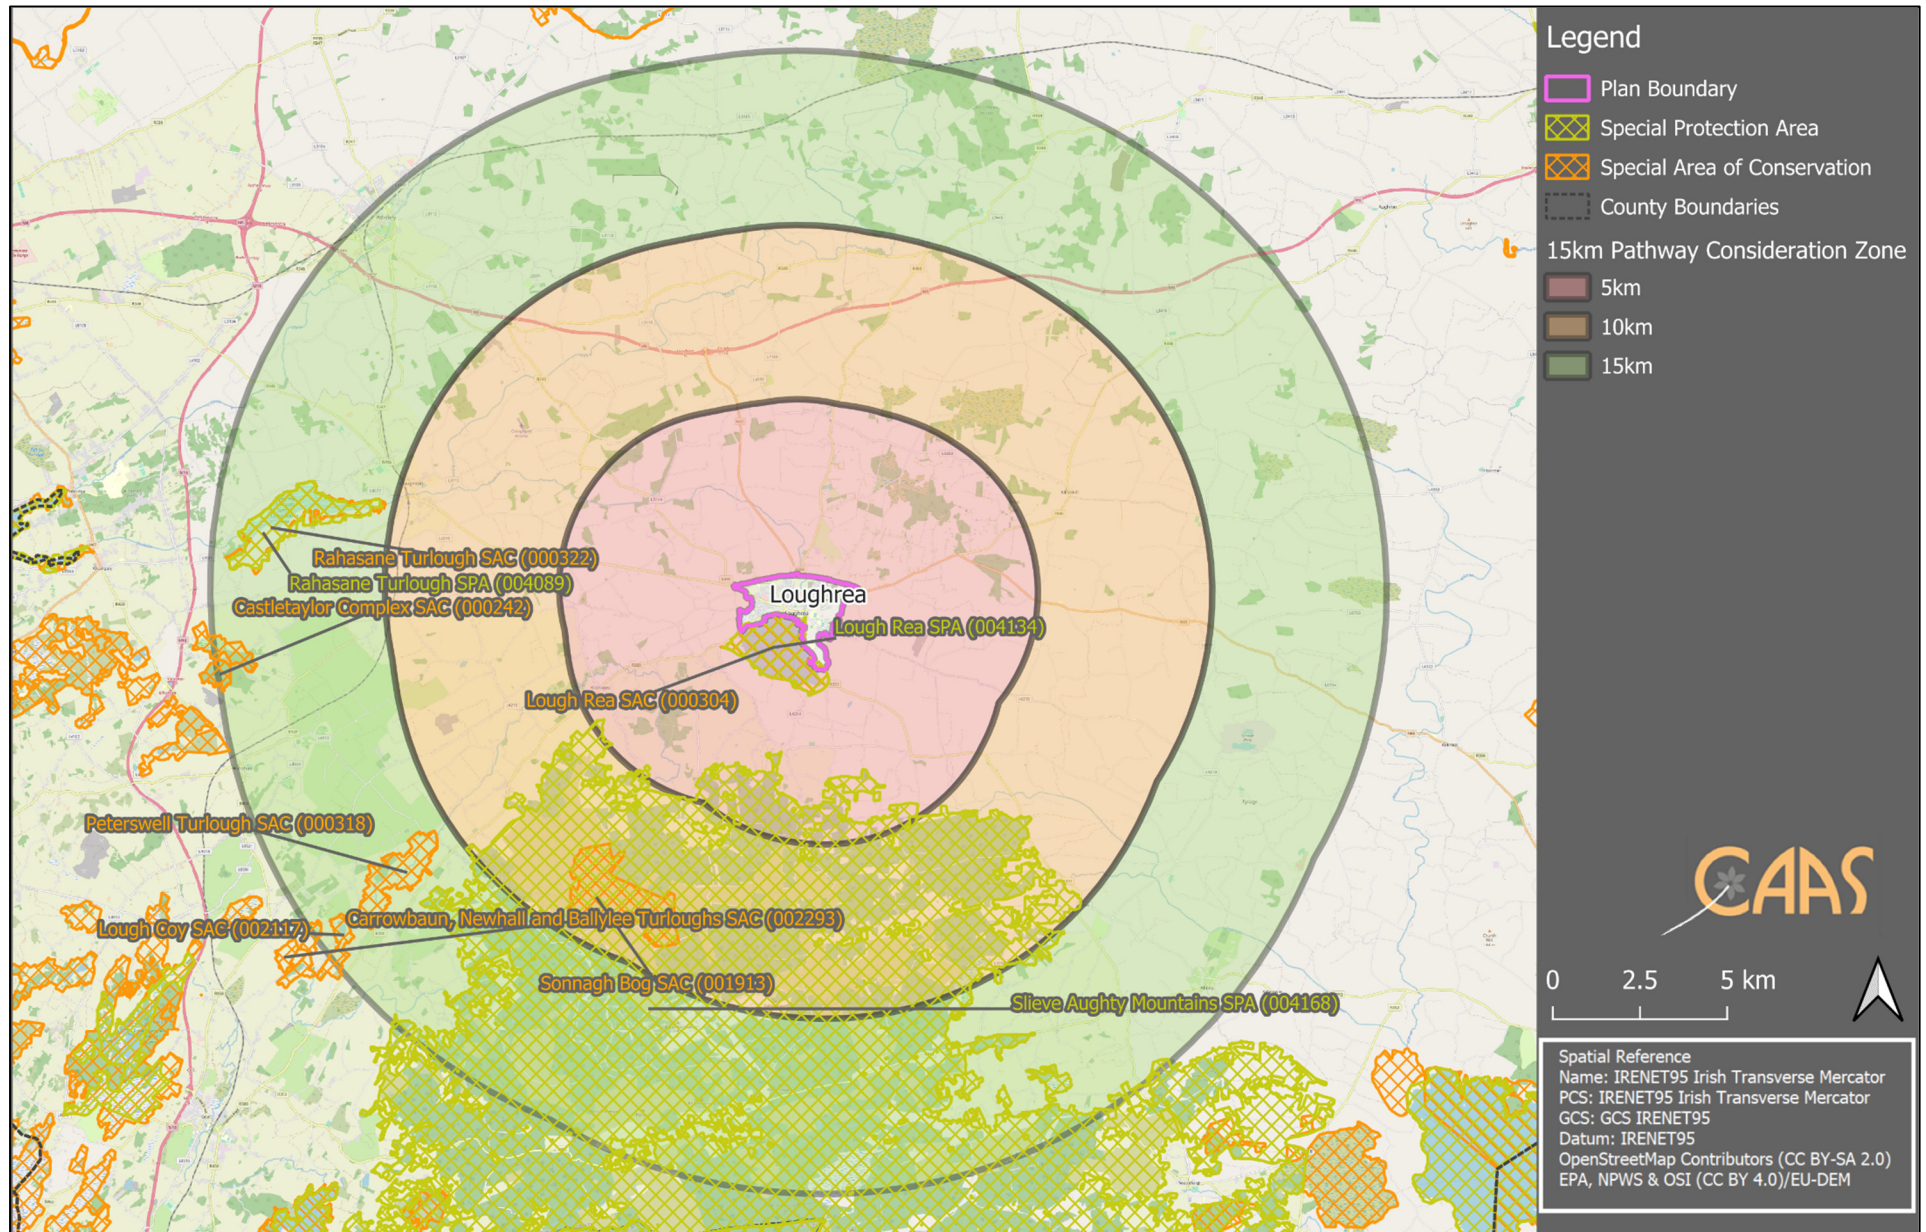 Loughrea
Rahasane Turlough SAC (000322)
Rahasane Turlough SPA (004089)
Castletaylor Complex SAC (000242)
Lough Rea SPA (004134)
Lough Rea SAC (000304)
Peterswell Turlough SAC (000318)
Carrowbaun, Newhall and Ballylee Turloughs SAC (002293)
Lough Coy SAC (002117)
Sonnagh Bog SAC (001913)
Slieve Aughty Mountains SPA (004168)
Legend
Plan Boundary
Special Protection Area
Special Area of Conservation
County Boundaries
15km Pathway Consideration Zone
5km
10km
15km
CAAS
0 2.5 5 km
Spatial Reference
Name: IRENET95 Irish Transverse Mercator
PCS: IRENET95 Irish Transverse Mercator
GCS: GCS IRENET95
Datum: IRENET95
OpenStreetMap Contributors (CC BY-SA 2.0)
EPA, NPWS & OSI (CC BY 4.0)/EU-DEM